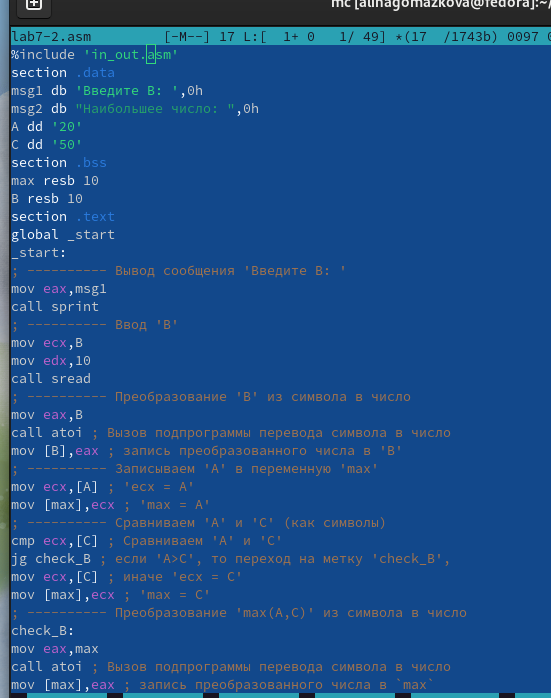 mc [alinagomazkova@fedora]:~/
lab7-2.asm [-M--] 17 L:[ 1+ 0 1/ 49] *(17 /1743b) 0097 0
%include 'in_out.asm'
section .data
msg1 db 'Введите B: ',0h
msg2 db "Наибольшее число: ",0h
A dd '20'
C dd '50'
section .bss
max resb 10
B resb 10
section .text
global _start
_start:
; ---------- Вывод сообщения 'Введите B: '
mov eax,msg1
call sprint
; ---------- Ввод 'B'
mov ecx,B
mov edx,10
call sread
; ---------- Преобразование 'B' из символа в число
mov eax,B
call atoi ; Вызов подпрограммы перевода символа в число
mov [B],eax ; запись преобразованного числа в 'B'
; ---------- Записываем 'A' в переменную 'max'
mov ecx,[A] ; 'ecx = A'
mov [max],ecx ; 'max = A'
; ---------- Сравниваем 'A' и 'С' (как символы)
cmp ecx,[C] ; Сравниваем 'A' и 'С'
jg check_B ; если 'A>C', то переход на метку 'check_B',
mov ecx,[C] ; иначе 'ecx = C'
mov [max],ecx ; 'max = C'
; ---------- Преобразование 'max(A,C)' из символа в число
check_B:
mov eax,max
call atoi ; Вызов подпрограммы перевода символа в число
mov [max],eax ; запись преобразованного числа в `max`